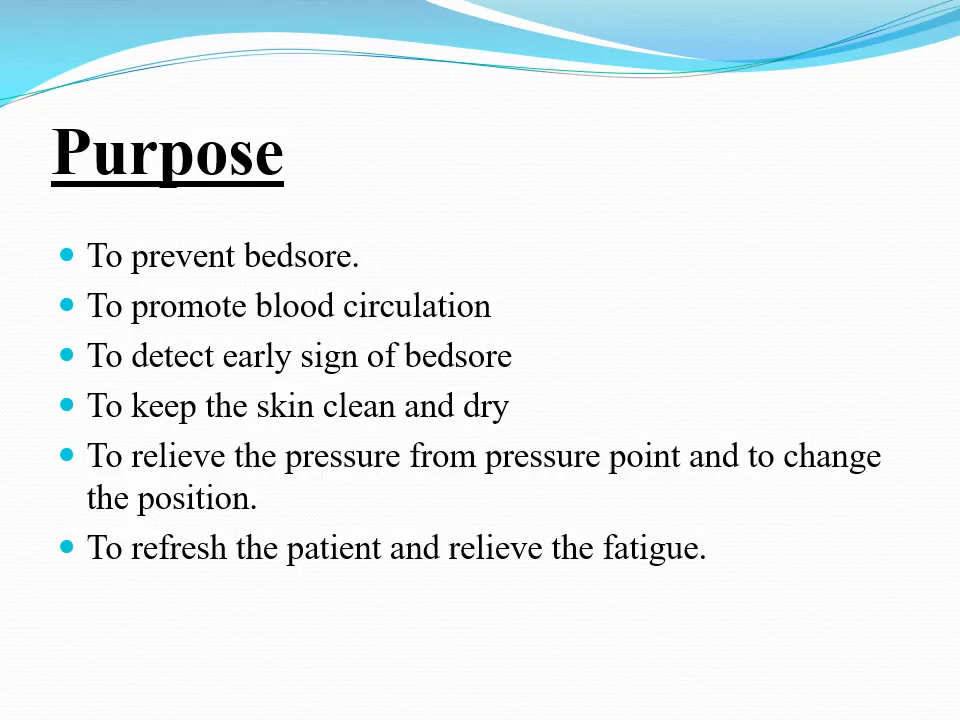 Purpose
To prevent bedsore.
To promote blood circulation
To detect early sign of bedsore
To keep the skin clean and dry
To relieve the pressure from pressure point and to change
the position.
To refresh the patient and relieve the fatigue.